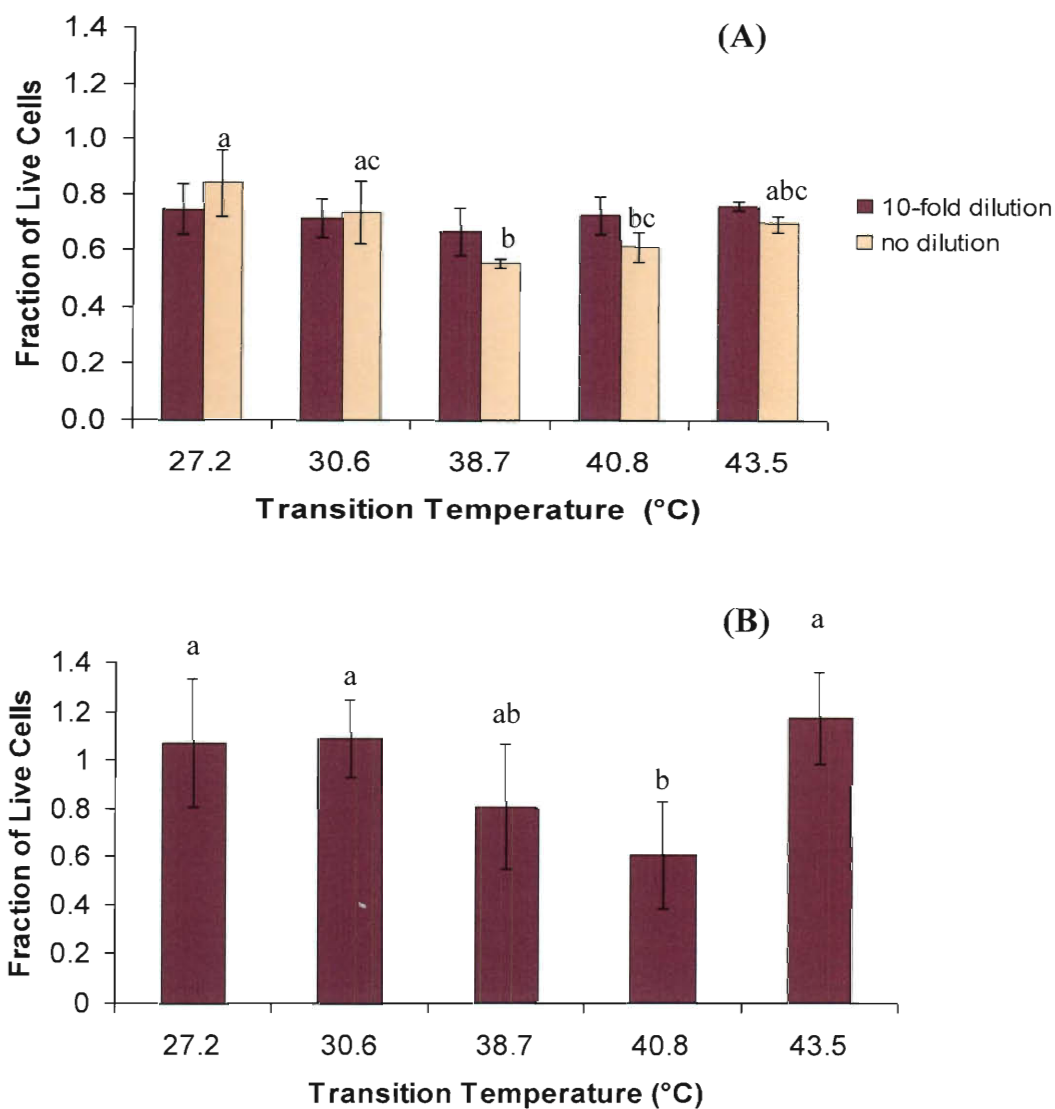 (A)
Fraction of Live Cells
1.4
1.2
1.0
0.8
0.6
0.4
0.2
0.0
a
ac
b
bc
abc
10-fold dilution
no dilution
27.2 30.6 38.7 40.8 43.5
Transition Temperature (°C)
(B)
Fraction of Live Cells
1.4
1.2
1
0.8
0.6
0.4
0.2
0
a
a
ab
b
a
27.2 30.6 38.7 40.8 43.5
Transition Temperature (°C)